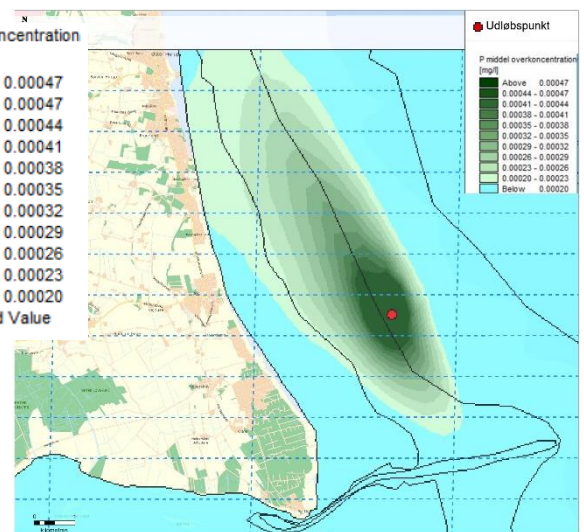 ncentration
0.00047
0.00047
0.00044
0.00041
0.00038
0.00035
0.00032
0.00029
0.00026
0.00023
0.00020
d Value
N
Udløbspunkt
P middel overkoncentration
[mg/l]
Above 0.00047
0.00044 - 0.00047
0.00041 - 0.00044
0.00038 - 0.00041
0.00035 - 0.00038
0.00032 - 0.00035
0.00029 - 0.00032
0.00026 - 0.00029
0.00023 - 0.00026
0.00020 - 0.00023
Below 0.00020
kilometres